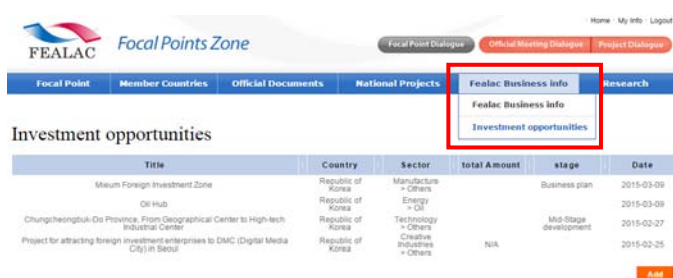 Home · My Info · Logout
FEALAC
Focal Points Zone
Focal Point Dialogue
Official Meeting Dialogue
Project Dialogue
Focal Point
Member Countries
Official Documents
National Projects
Fealac Business info
Research
Fealac Business info
Investment opportunities
Investment opportunities
Title Country Sector total Amount stage Date
Mixeum Foreign Investment Zone
Republic of
Korea
Manufacture
> Others
Business plan
2015-03-09
Oil Hub
Republic of
Korea
Energy
> Oil
2015-03-09
Chungcheongbuk-Do Province, From Geographical Center to High-tech
Industrial Center
Republic of
Korea
Technology
> Others
Mid-Stage
development
2015-02-27
Project for attracting foreign investment enterprises to DMC (Digital Media
City) in Seoul
Republic of
Korea
Creative
Industries
> Others
N/A
2015-02-25
Add